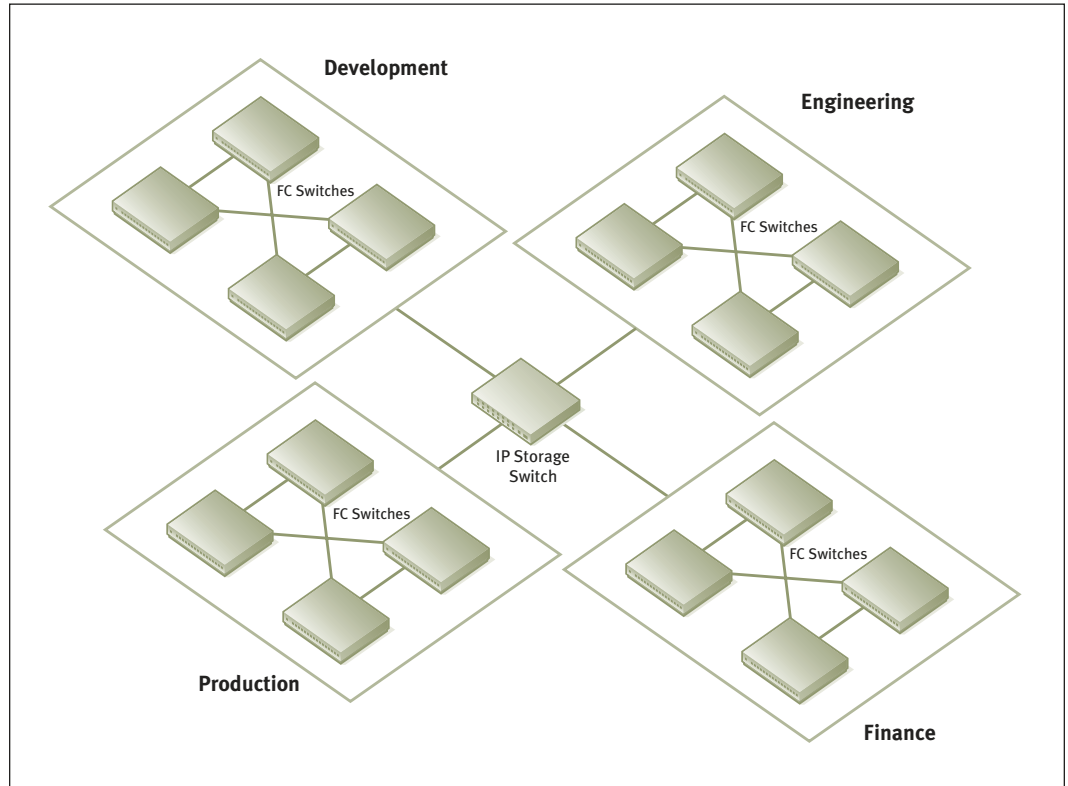 Development
Engineering
FC Switches
FC Switches
IP Storage
Switch
FC Switches
FC Switches
Production
Finance